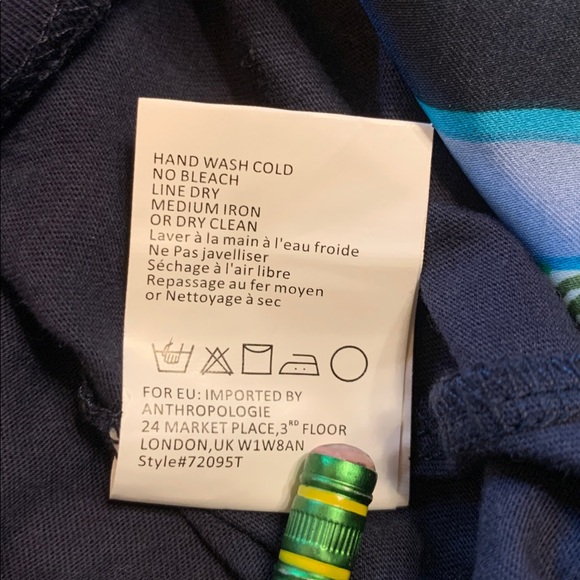 HAND WASH COLD
NO BLEACH
LINE DRY
MEDIUM IRON
OR DRY CLEAN
Laver à la main à l'eau froide
Ne Pas javelliser
Séchage à l'air libre
Repassage au fer moyen
or Nettoyage à sec
FOR EU: IMPORTED BY
ANTHROPOLOGIE
24 MARKET PLACE,3RD FLOOR
LONDON,UK W1W8AN
Style#72095T